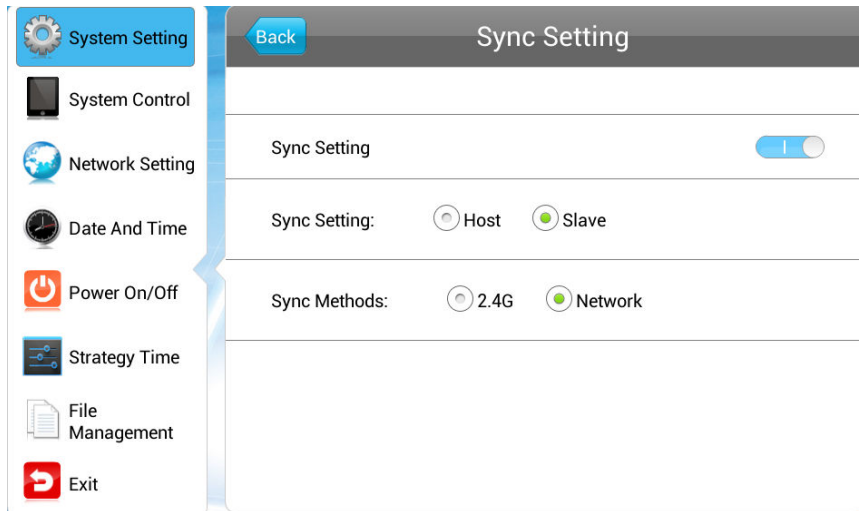 System Setting
System Control
Network Setting
Date And Time
Power On/Off
Strategy Time
File
Management
Exit
Back
Sync Setting
Sync Setting
Sync Setting: Host Slave
Sync Methods: 2.4G Network